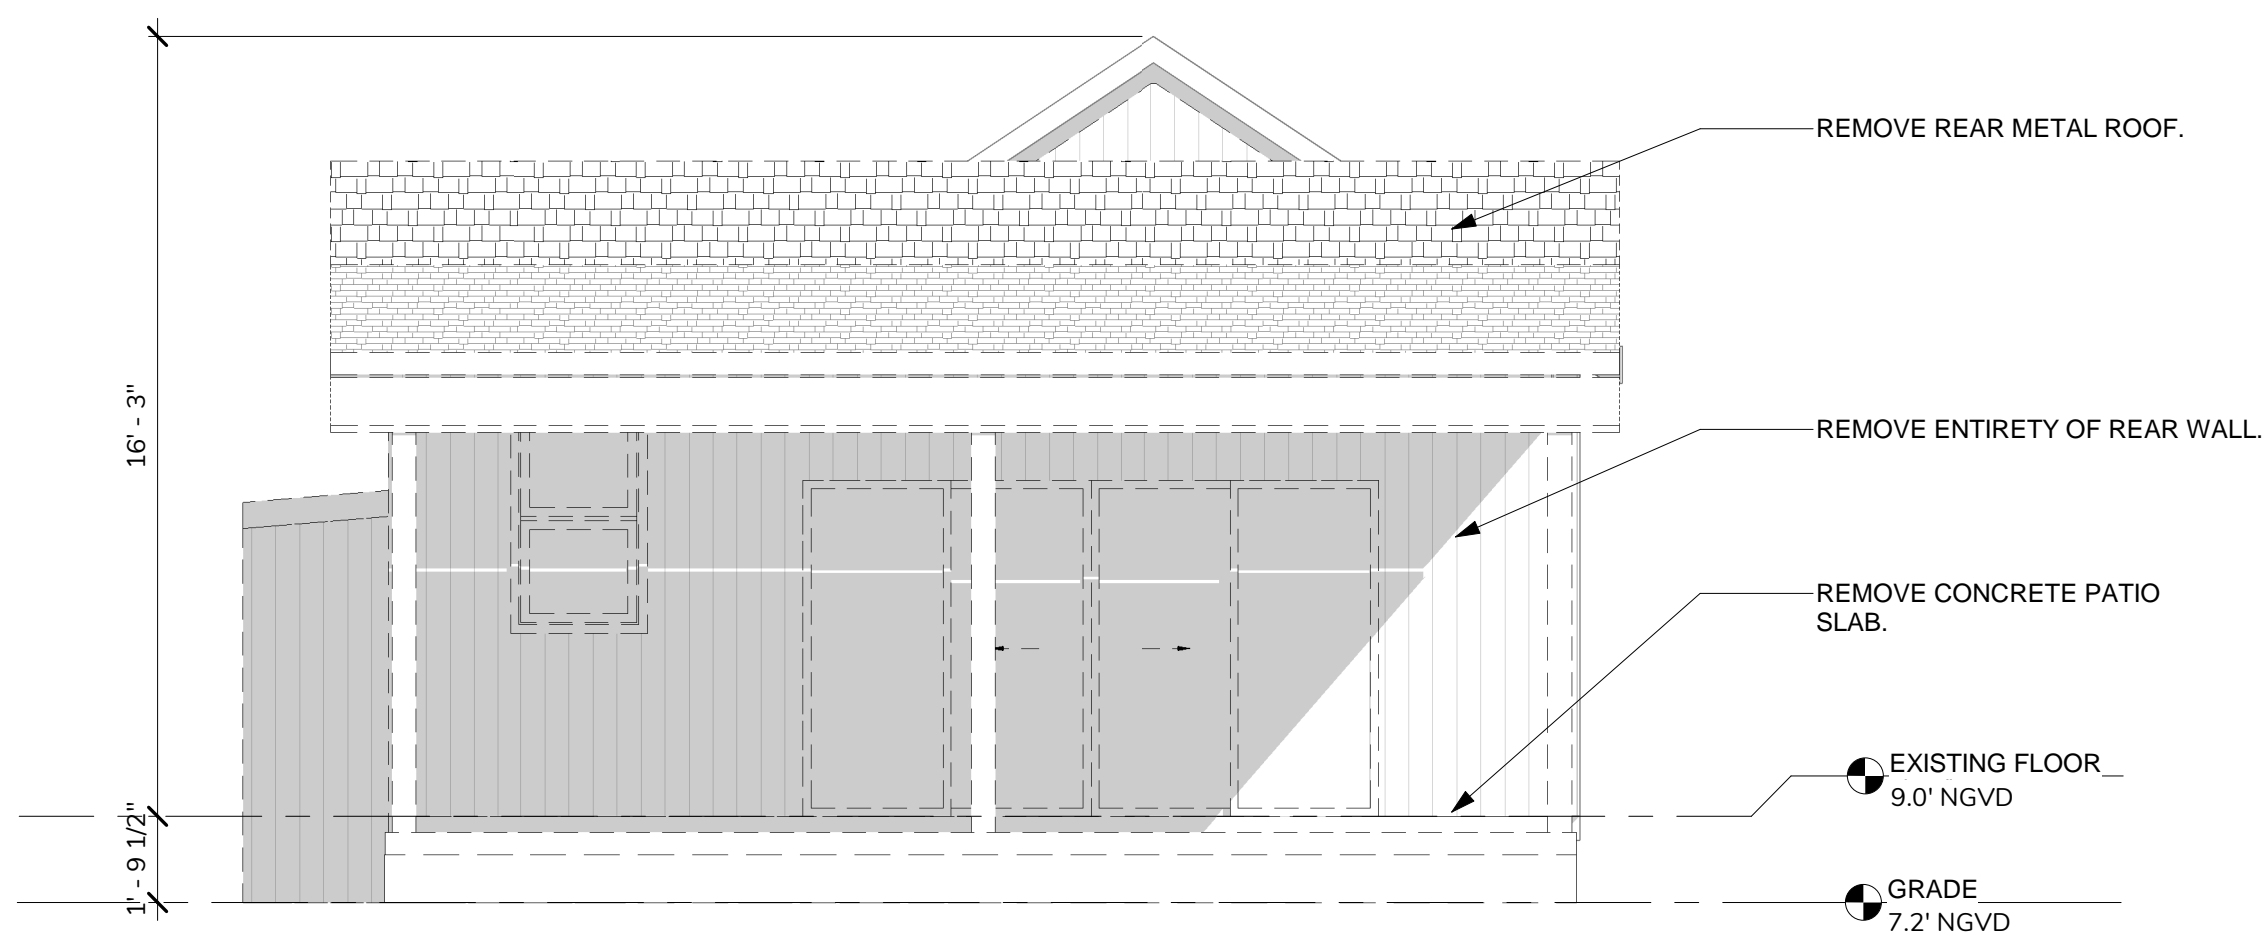 REMOVE REAR METAL ROOF.
16' - 3"
REMOVE ENTIRETY OF REAR WALL.
REMOVE CONCRETE PATIO
SLAB.
EXISTING FLOOR
9.0' NGVD
1' - 9 1/2"
GRADE
7.2' NGVD